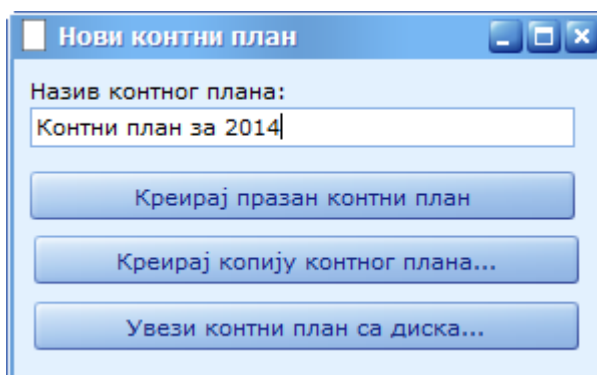 Нови контни план
Назив контног плана:
Контни план за 2014
Креирај празан контни план
Креирај копију контног плана...
Увези контни план са диска...